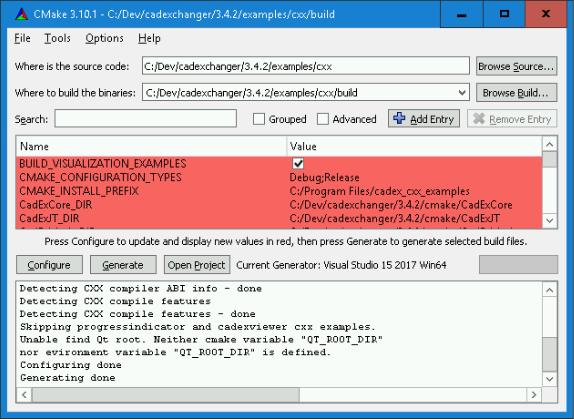 CMake 3.10.1 - C:/Dev/cadexchanger/3.4.2/examples/cxx/build
File Tools Options Help
Where is the source code: C:/Dev/cadexchanger/3.4.2/examples/cxx Browse Source...
Where to build the binaries: C:/Dev/cadexchanger/3.4.2/examples/cxx/build Browse Build...
Search: Grouped Advanced Add Entry Remove Entry
Name Value
BUILD_VISUALIZATION_EXAMPLES
CMAKE_CONFIGURATION_TYPES Debug;Release
CMAKE_INSTALL_PREFIX C:/Program Files/cadex_cxx_examples
CadExCore_DIR C:/Dev/cadexchanger/3.4.2/cmake/CadExCore
CadExJT_DIR C:/Dev/cadexchanger/3.4.2/cmake/CadExJT
Press Configure to update and display new values in red, then press Generate to generate selected build files.
Configure Generate Open Project Current Generator: Visual Studio 15 2017 Win64
Detecting CXX compiler ABI info - done
Detecting CXX compile features
Detecting CXX compile features - done
Skipping progressindicator and cadexviewer cxx examples.
Unable find Qt root. Neither cmake variable "QT_ROOT_DIR"
nor evironment variable "QT_ROOT_DIR" is defined.
Configuring done
Generating done